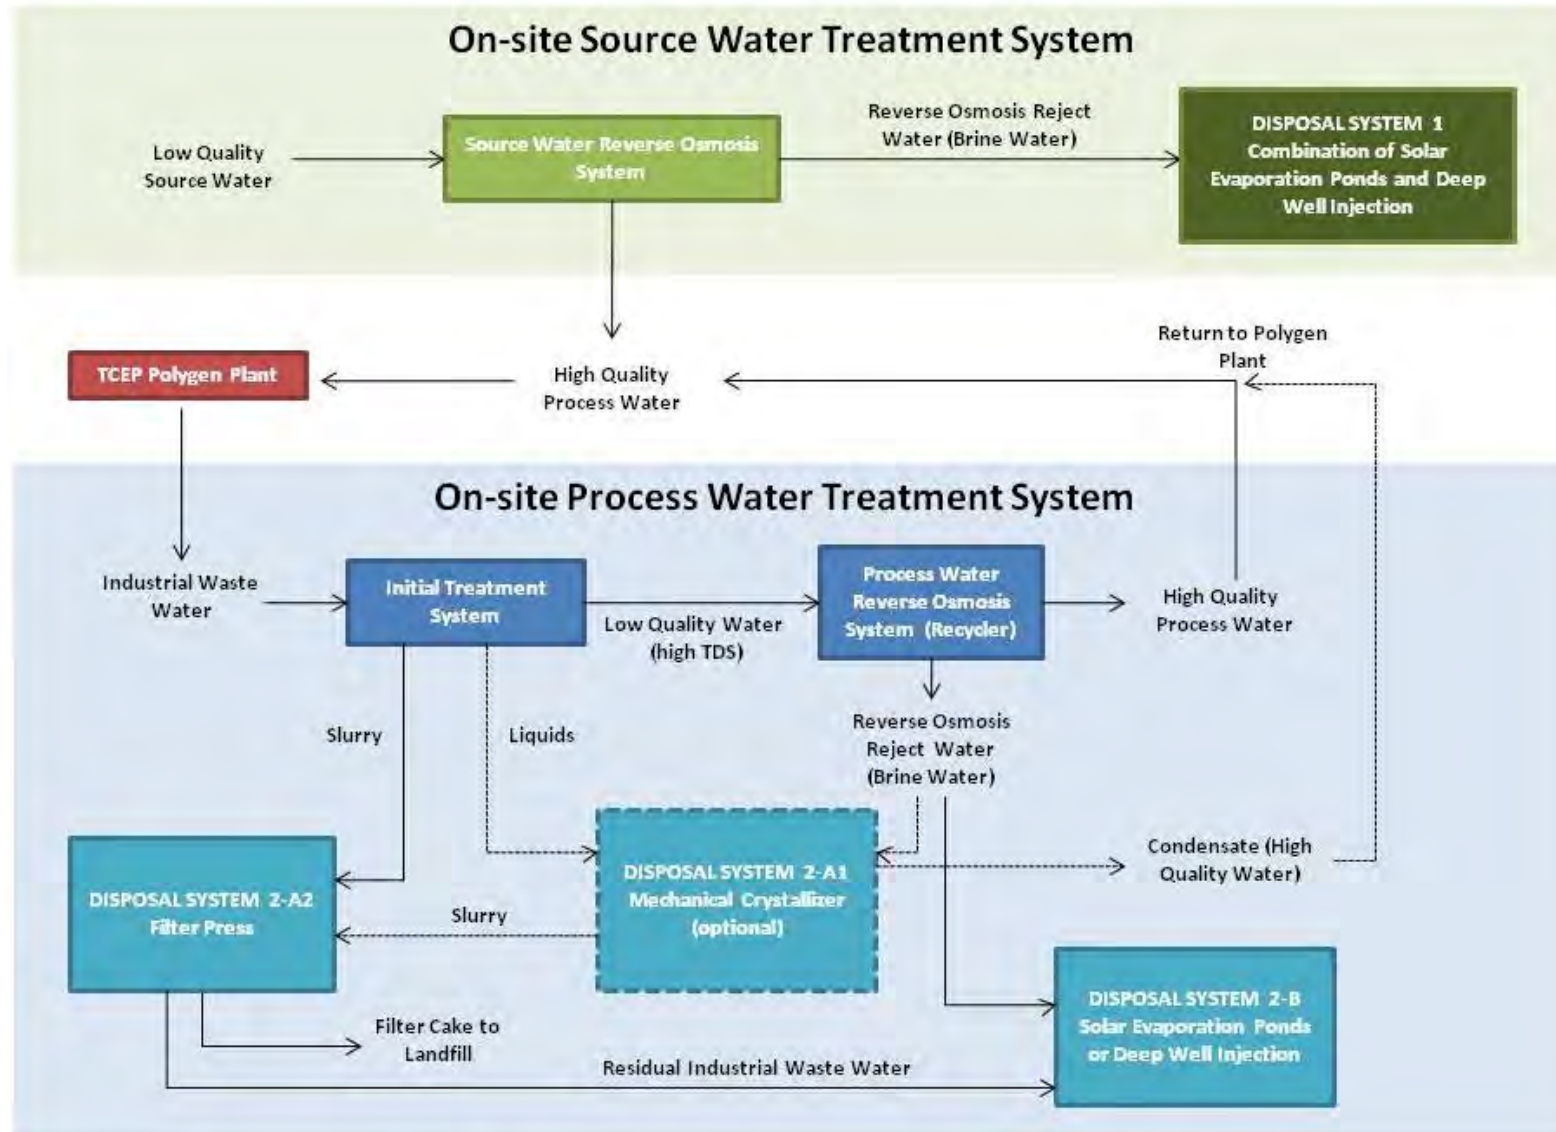 On-site Source Water Treatment System
Low Quality
Source Water
Source Water Reverse Osmosis
System
Reverse Osmosis Reject
Water (Brine Water)
DISPOSAL SYSTEM 1
Combination of Solar
Evaporation Ponds and Deep
Well Injection
TCEP Polygen Plant
High Quality
Process Water
Return to Polygen
Plant
On-site Process Water Treatment System
Industrial Waste
Water
Initial Treatment
System
Low Quality Water
(high TDS)
Process Water
Reverse Osmosis
System (Recycler)
High Quality
Process Water
Slurry
Liquids
Reverse Osmosis
Reject Water
(Brine Water)
DISPOSAL SYSTEM 2-A2
Filter Press
Slurry
DISPOSAL SYSTEM 2-A1
Mechanical Crystallizer
(optional)
Condensate (High
Quality Water)
Filter Cake to
Landfill
Residual Industrial Waste Water
DISPOSAL SYSTEM 2-B
Solar Evaporation Ponds
or Deep Well Injection